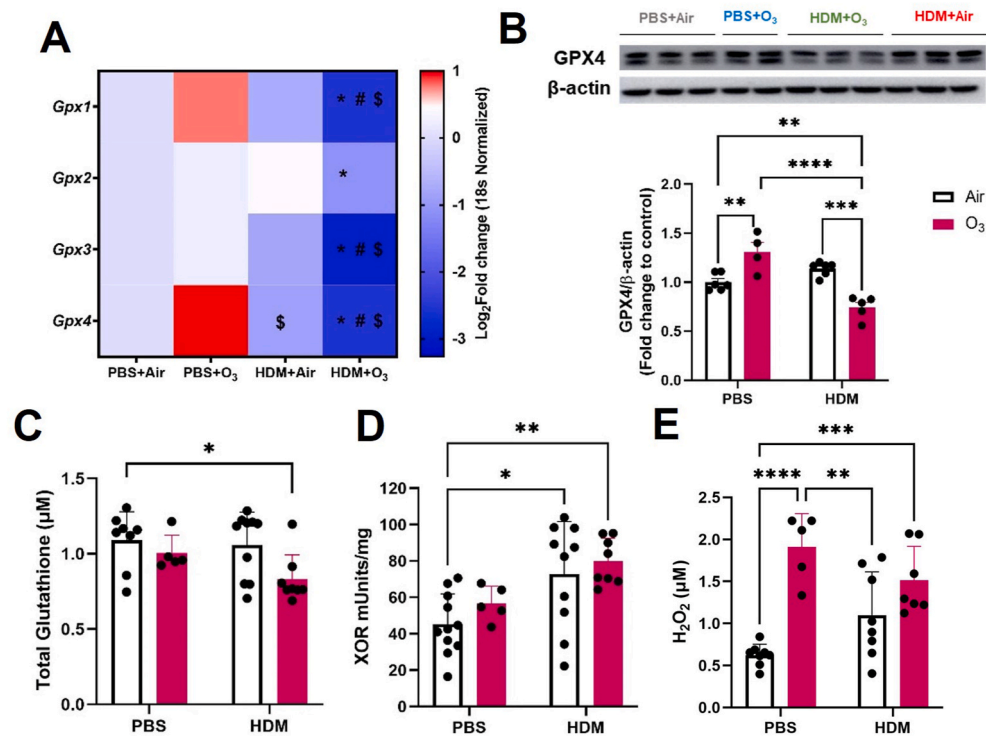 A
Gpx1
* # $
Gpx2
*
Gpx3
* # $
Gpx4
$
* # $
PBS+Air
PBS+O₃
HDM+Air
HDM+O₃
1
0
-1
-2
-3
Log₂Fold change (18s Normalized)
B
PBS+Air
PBS+O₃
HDM+O₃
HDM+Air
GPX4
β-actin
**
****
**
***
2.0
1.5
1.0
0.5
0.0
GPX4/β-actin
(Fold change to control)
PBS
HDM
Air
O₃
C
*
1.5
1.0
0.5
0.0
Total Glutathione (µM)
PBS
HDM
D
**
*
120
100
80
60
40
20
0
XOR mUnits/mg
PBS
HDM
E
***
****
**
2.5
2.0
1.5
1.0
0.5
0.0
H₂O₂ (µM)
PBS
HDM